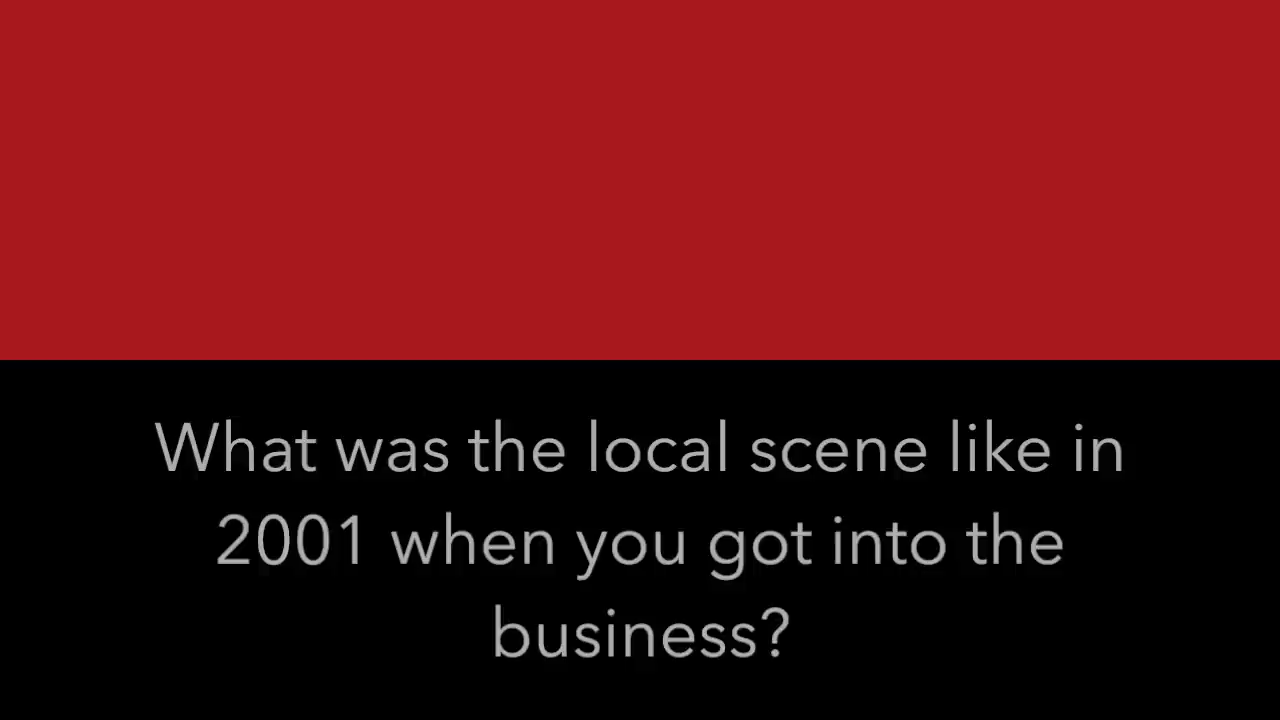 What was the local scene like in
2001 when you got into the
business?